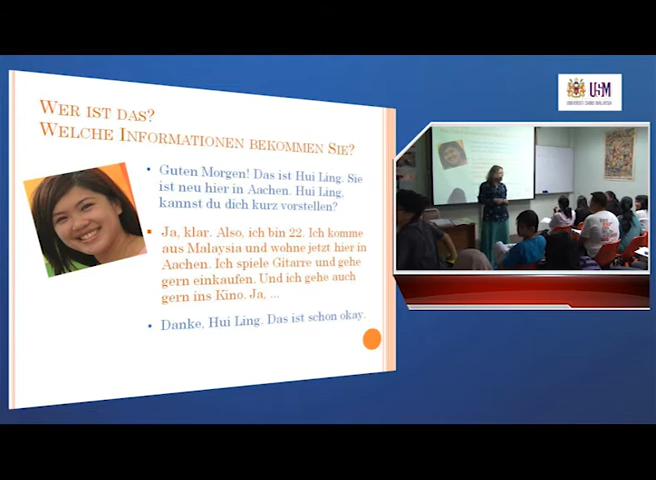 WER IST DAS?
WELCHE INFORMATIONEN BEKOMMEN SIE?
• Guten Morgen! Das ist Hui Ling. Sie
ist neu hier in Aachen. Hui Ling,
kannst du dich kurz vorstellen?
▪ Ja, klar. Also, ich bin 22. Ich komme
aus Malaysia und wohne jetzt hier in
Aachen. Ich spiele Gitarre und gehe
gern einkaufen. Und ich gehe auch
gern ins Kino. Ja, ...
• Danke, Hui Ling. Das ist schon okay.
USM
UNIVERSITI SAINS MALAYSIA